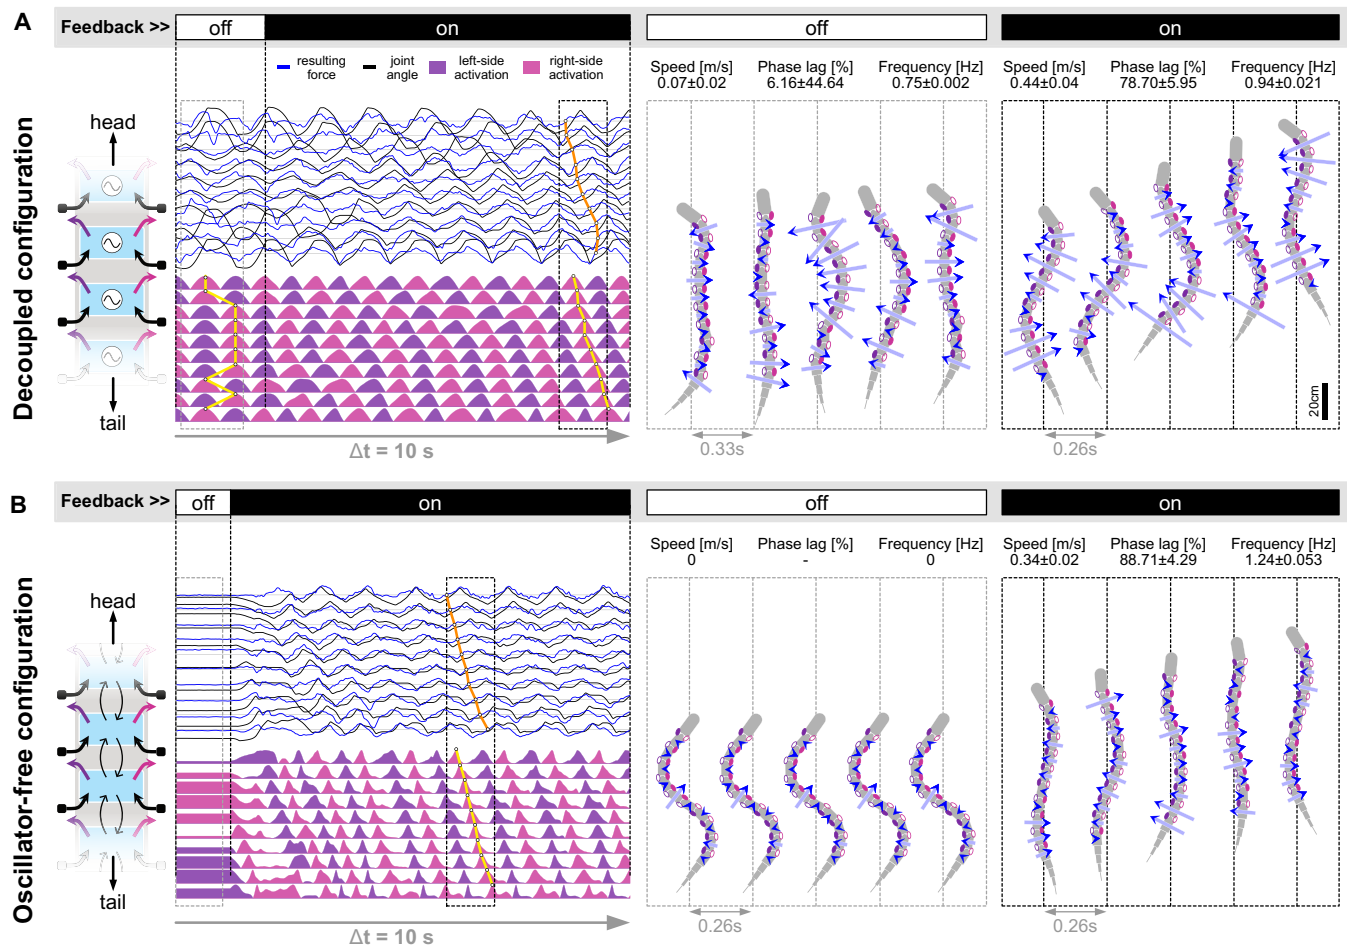 A
Feedback >>
off
on
off
on
resulting force
joint angle
left-side activation
right-side activation
Speed [m/s]
Phase lag [%]
Frequency [Hz]
0.07±0.02
6.16±44.64
0.75±0.002
Speed [m/s]
Phase lag [%]
Frequency [Hz]
0.44±0.04
78.70±5.95
0.94±0.021
Decoupled configuration
head
tail
Δt = 10 s
0.33s
0.26s
20cm
B
Feedback >>
off
on
off
on
Speed [m/s]
Phase lag [%]
Frequency [Hz]
0
-
0
Speed [m/s]
Phase lag [%]
Frequency [Hz]
0.34±0.02
88.71±4.29
1.24±0.053
Oscillator-free configuration
head
tail
Δt = 10 s
0.26s
0.26s